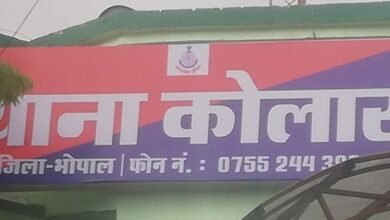 थाना कोलार
जिला-भोपाल | फोन नं. : 0755 244